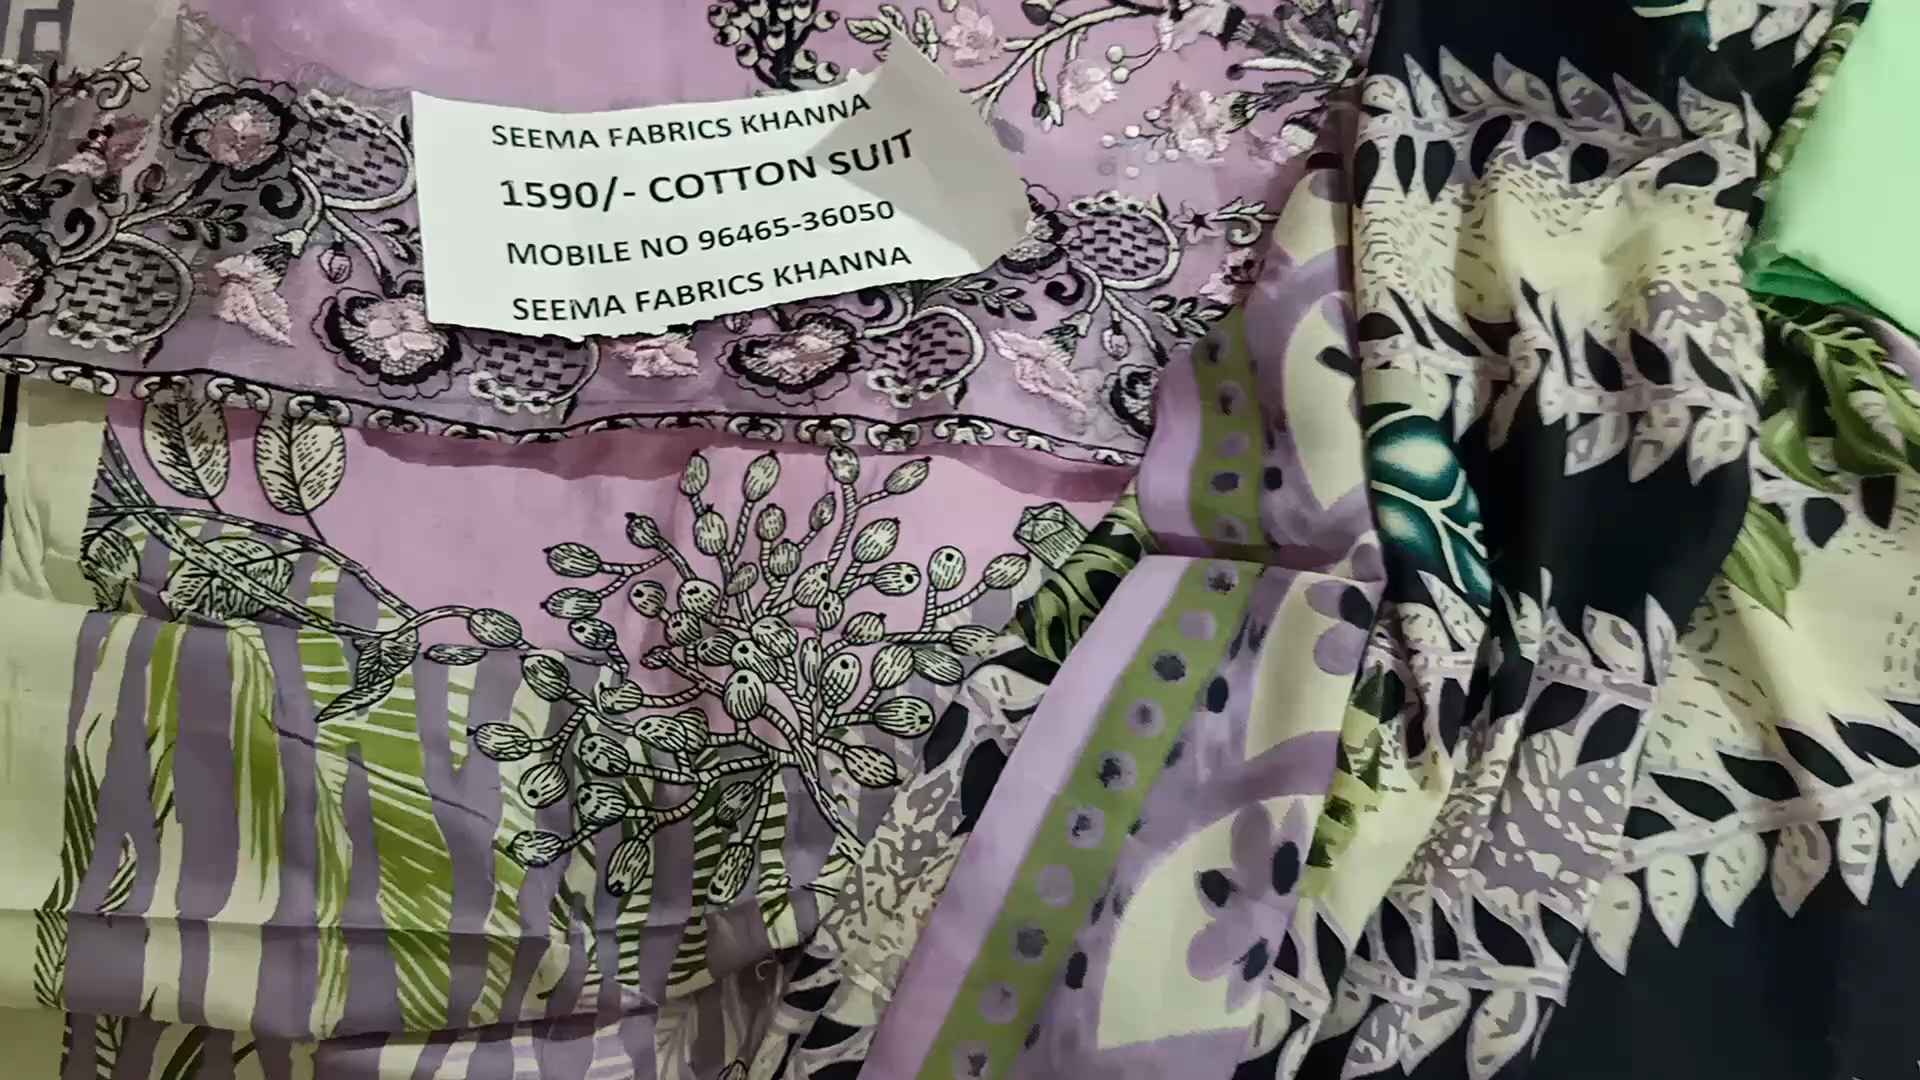 SEEMA FABRICS KHANNA
1590/- COTTON SUIT
MOBILE NO 96465-36050
SEEMA FABRICS KHANNA